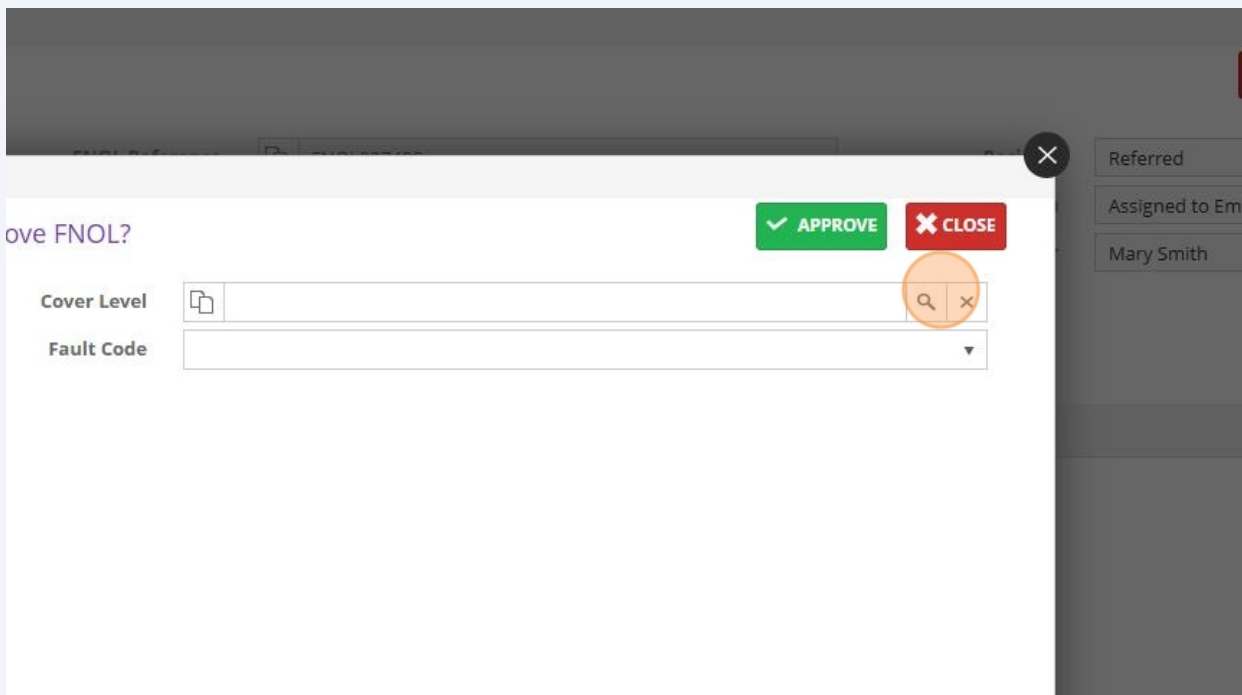 Referred
Assigned to Em
ove FNOL?
APPROVE
CLOSE
Mary Smith
Cover Level
Fault Code